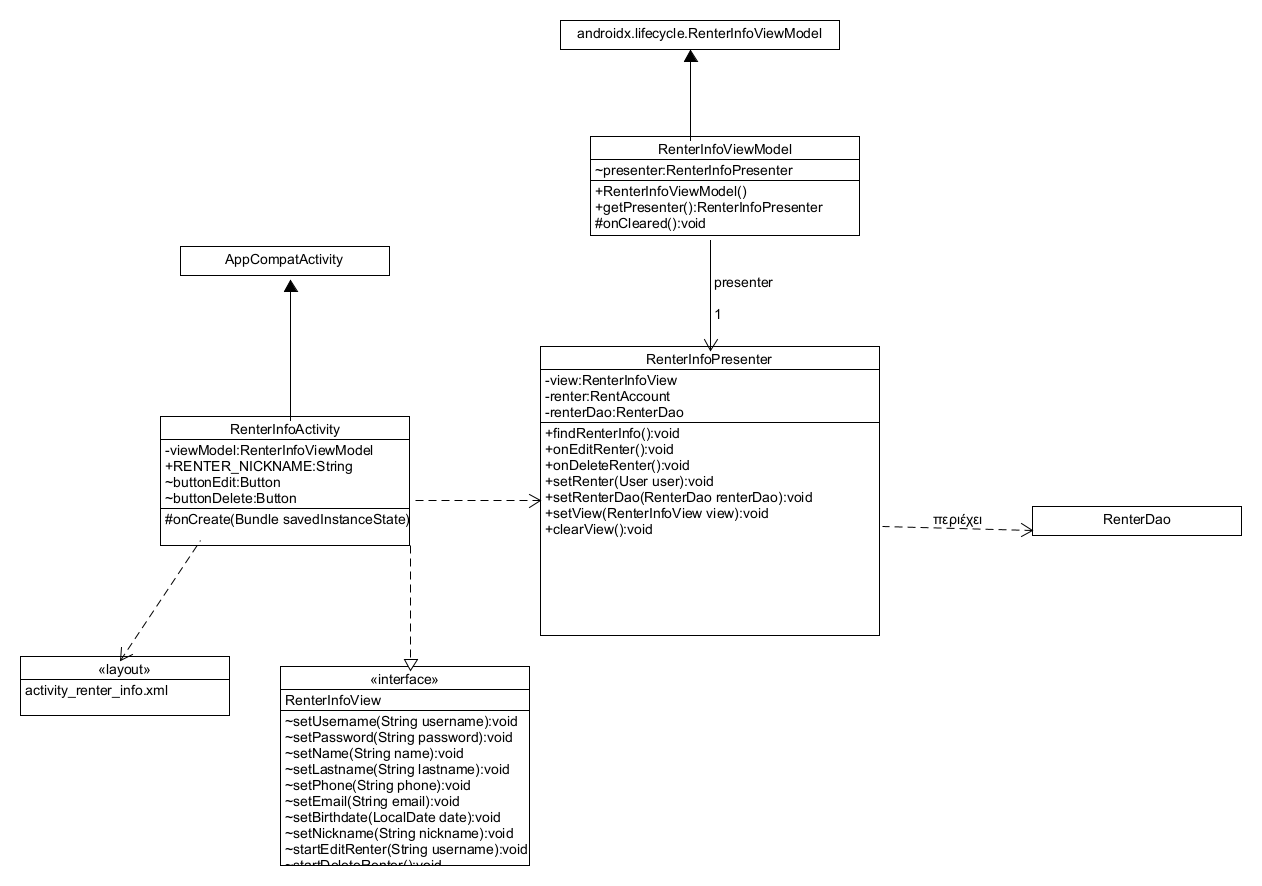 androidx.lifecycle.RenterInfoViewModel
RenterInfoViewModel
~presenter:RenterInfoPresenter
+RenterInfoViewModel()
+getPresenter():RenterInfoPresenter
#onCleared():void
AppCompatActivity
presenter
1
RenterInfoPresenter
-view:RenterInfoView
-renter:RentAccount
-renterDao:RenterDao
+findRenterInfo():void
+onEditRenter():void
+onDeleteRenter():void
+setRenter(User user):void
+setRenterDao(RenterDao renterDao):void
+setView(RenterInfoView view):void
+clearView():void
RenterInfoActivity
-viewModel:RenterInfoViewModel
+RENTER_NICKNAME:String
~buttonEdit:Button
~buttonDelete:Button
#onCreate(Bundle savedInstanceState)
περιέχει
RenterDao
«layout»
activity_renter_info.xml
«interface»
RenterInfoView
~setUsername(String username):void
~setPassword(String password):void
~setName(String name):void
~setLastname(String lastname):void
~setPhone(String phone):void
~setEmail(String email):void
~setBirthdate(LocalDate date):void
~setNickname(String nickname):void
~startEditRenter(String username):void
~startDeleteRenter():void